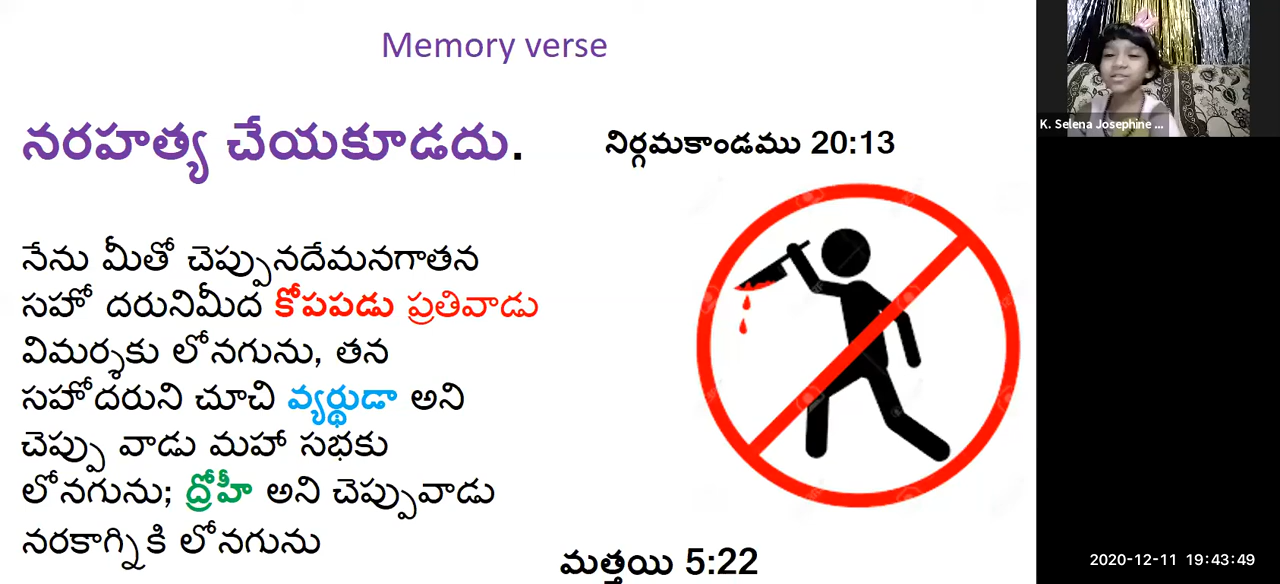 Memory verse
నరహత్య చేయకూడదు.
నిర్గమకాండము 20:13
నేను మీతో చెప్పునదేమనగాతన
సహో దరునిమీద కోపపడు ప్రతివాడు
విమర్శకు లోనగును, తన
సహోదరుని చూచి వ్యర్థుడా అని
చెప్పు వాడు మహా సభకు
లోనగును; ద్రోహీ అని చెప్పువాడు
నరకాగ్నికి లోనగును
మత్తయి 5:22
K. Selena Josephine ...
2020-12-11 19:43:49